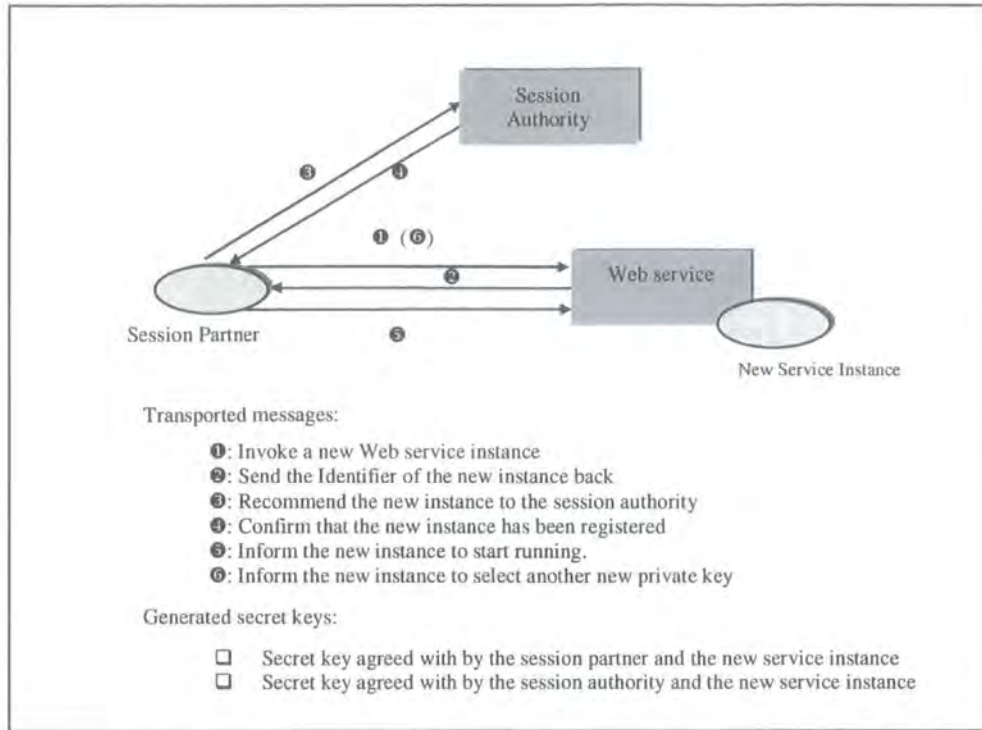 Session
Authority
❸
❹
❶ (❻)
Web service
❷
Session Partner
❺
New Service Instance
Transported messages:
❶: Invoke a new Web service instance
❷: Send the Identifier of the new instance back
❸: Recommend the new instance to the session authority
❹: Confirm that the new instance has been registered
❺: Inform the new instance to start running.
❻: Inform the new instance to select another new private key
Generated secret keys:
❑ Secret key agreed with by the session partner and the new service instance
❑ Secret key agreed with by the session authority and the new service instance